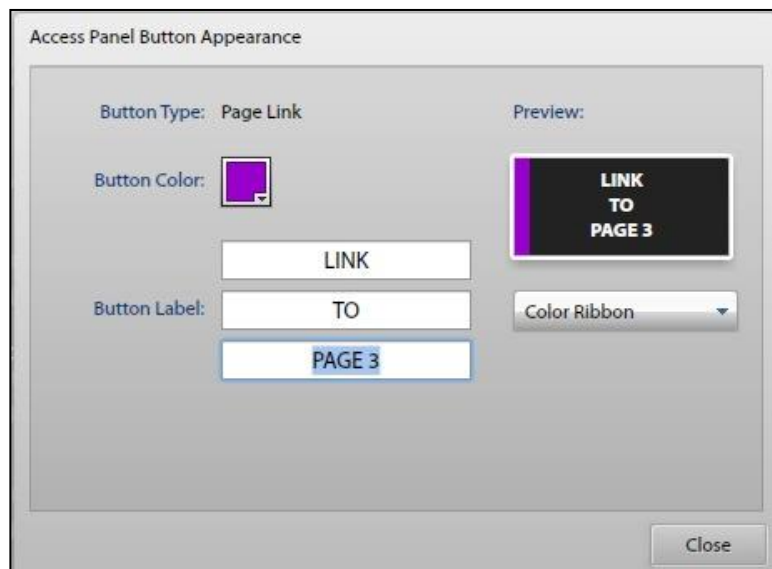 Access Panel Button Appearance
Button Type: Page Link
Preview:
Button Color:
LINK
TO
PAGE 3
LINK
Button Label: TO
PAGE 3
Color Ribbon
Close